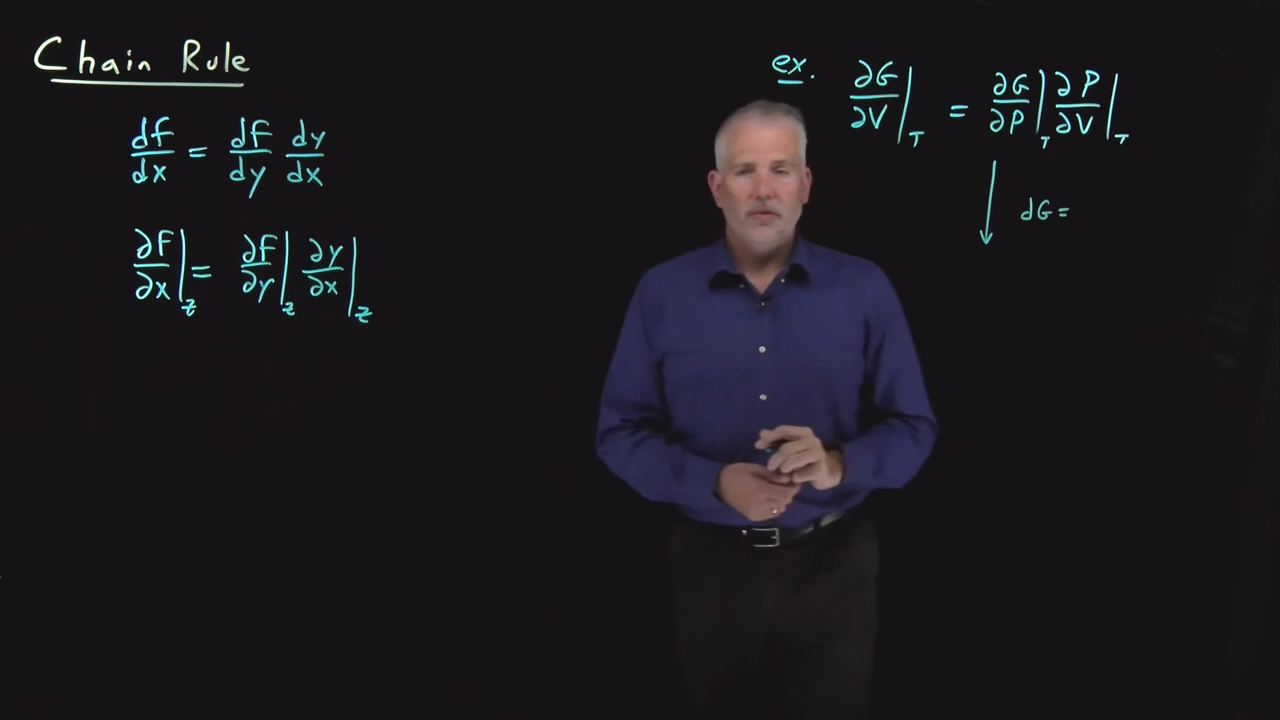 Chain Rule
df/dx = df/dy dy/dx
∂F/∂x|z = ∂F/∂y|z ∂y/∂x|z
ex. ∂G/∂V|T = ∂G/∂P|T ∂P/∂V|T
dG =